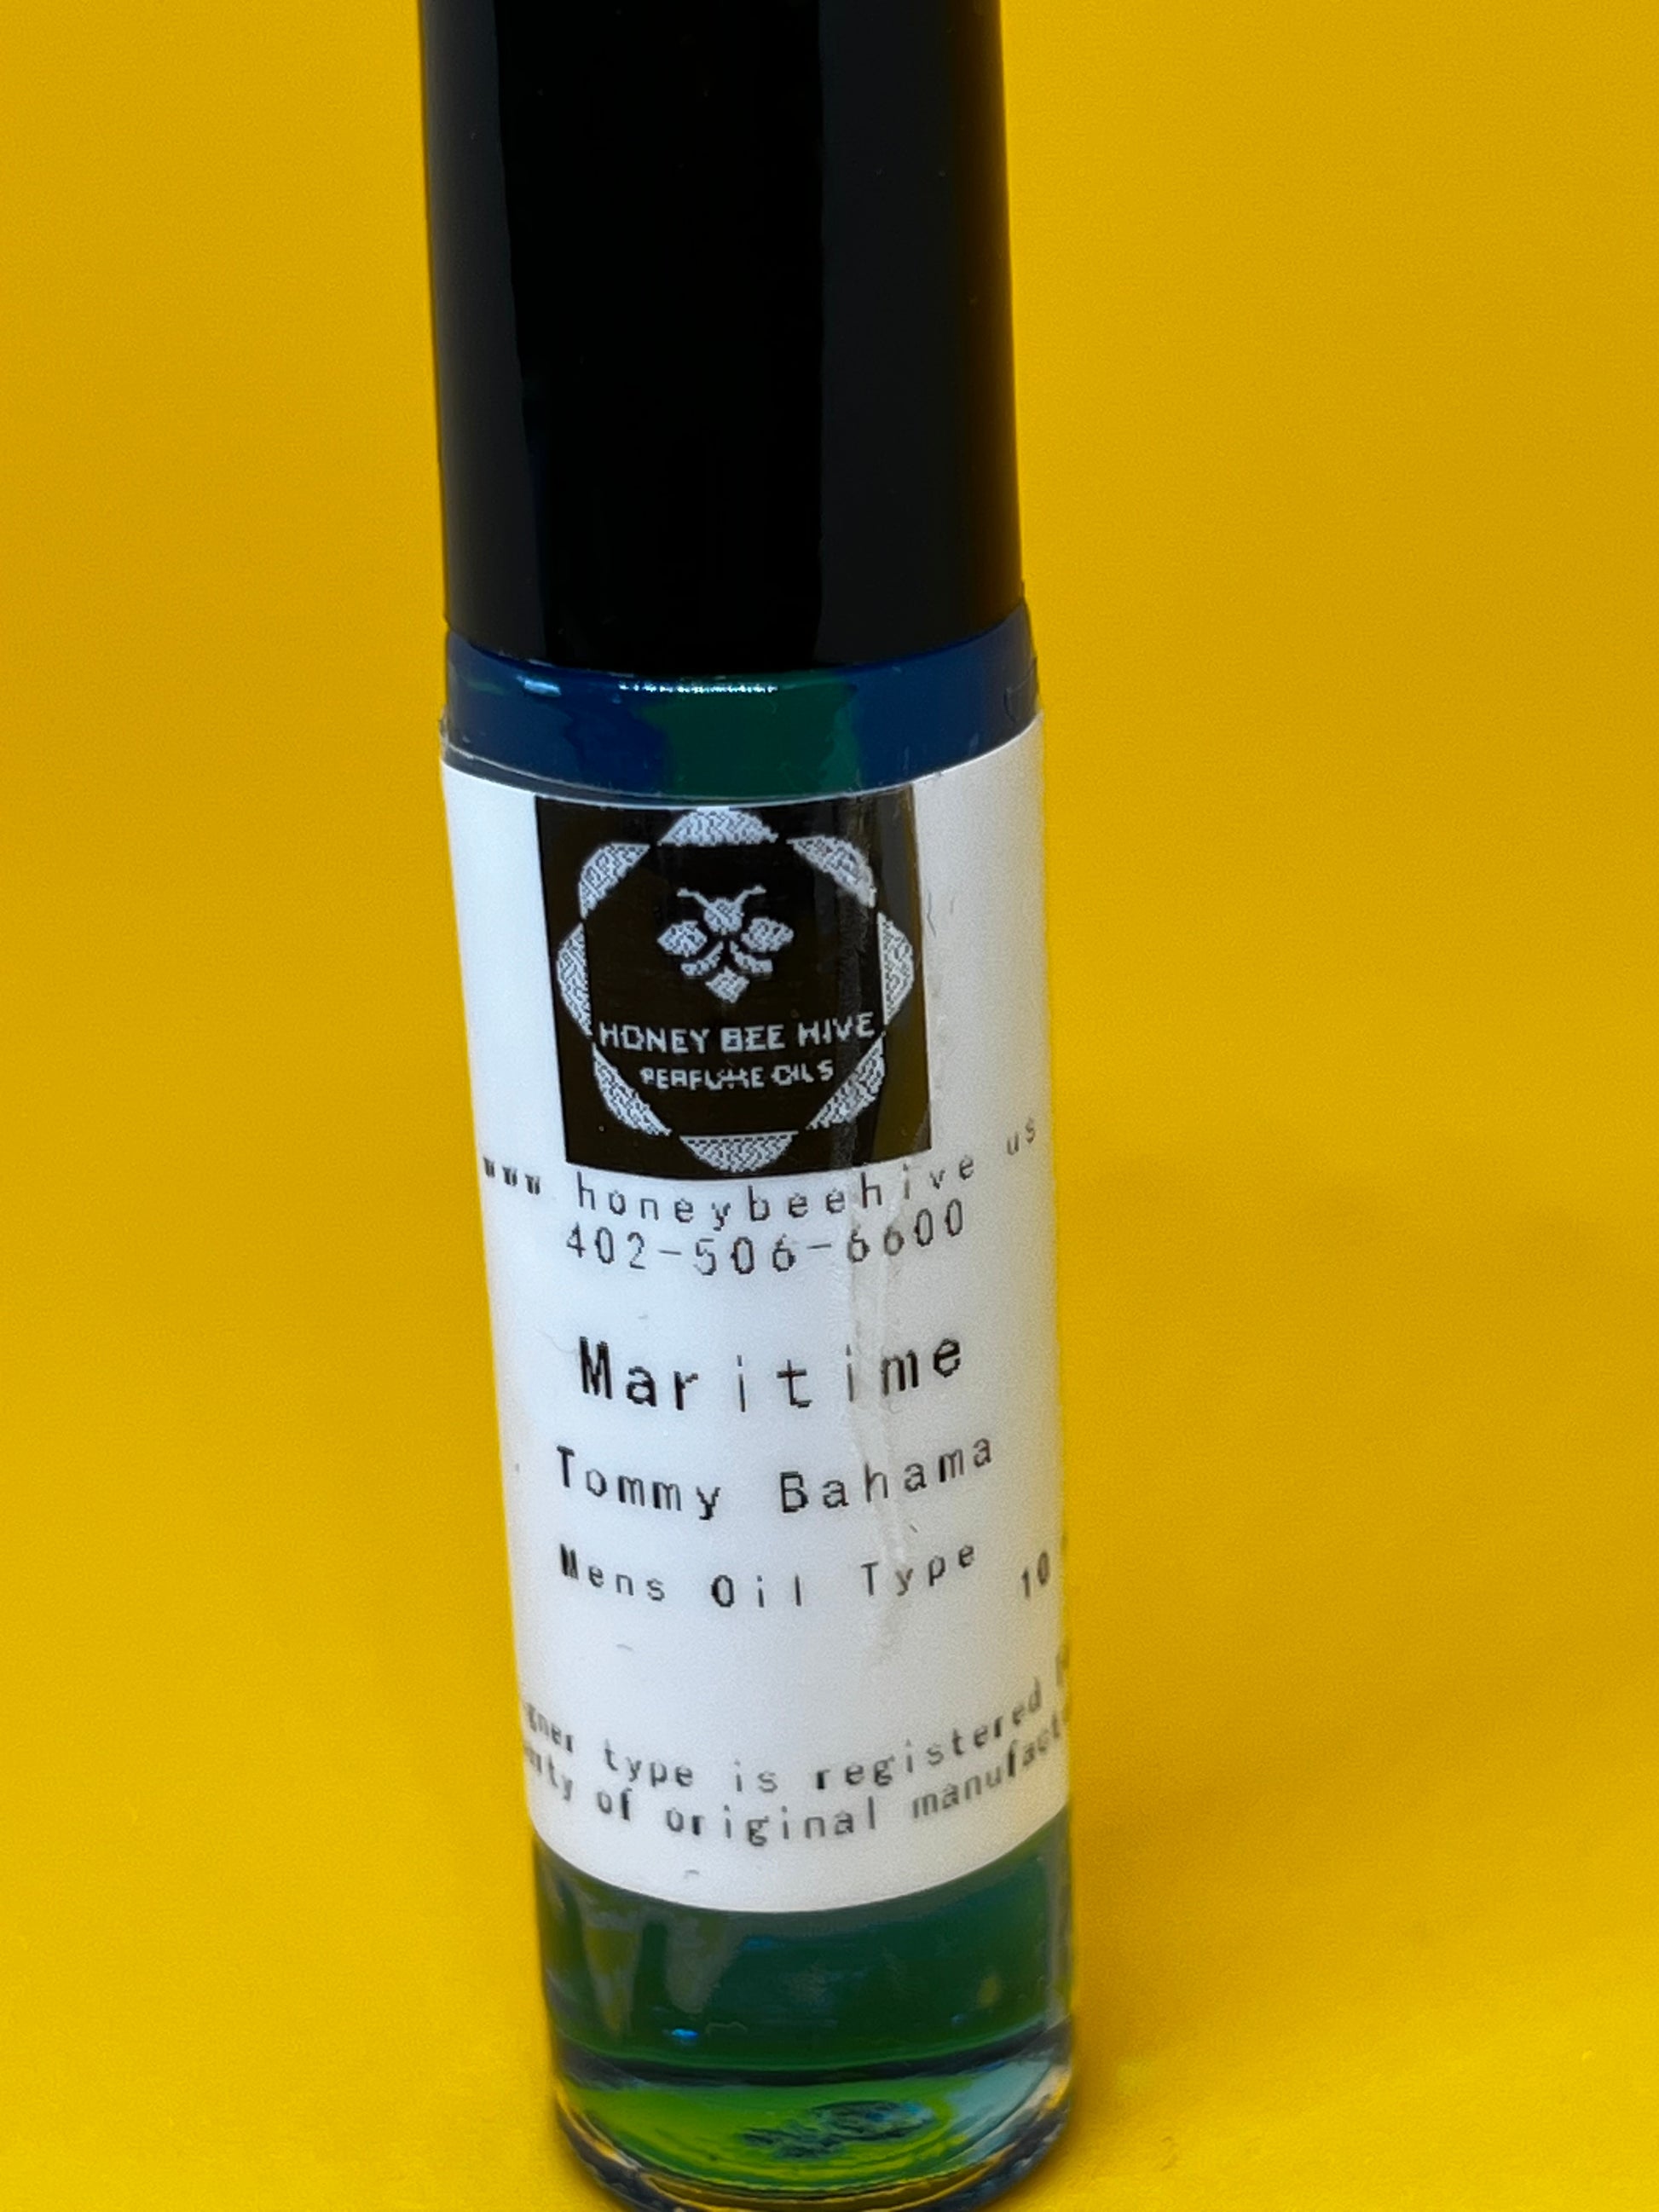 HONEY BEE HIVE
PERFUME OILS
www honeybeehive us
402-506-6600
Maritime
Tommy Bahama
Mens Oil Type 10
type is registered
of original